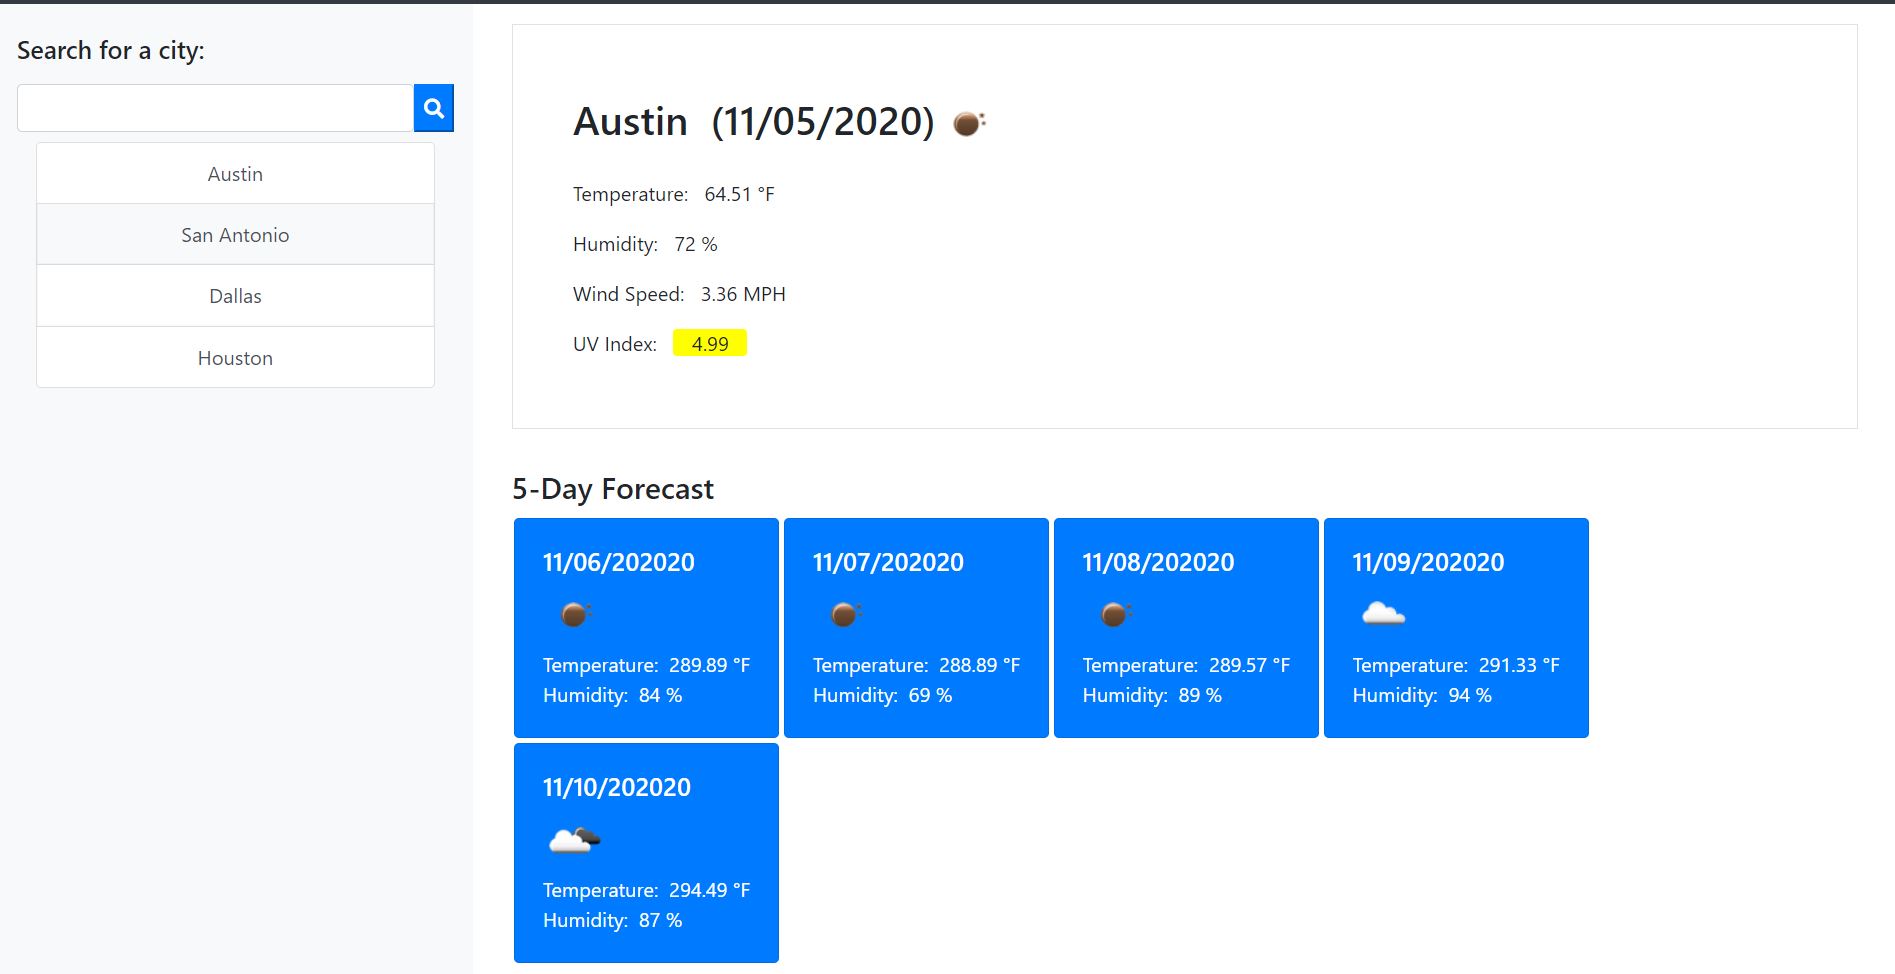 Search for a city:
Austin
San Antonio
Dallas
Houston
Austin (11/05/2020)
Temperature: 64.51 °F
Humidity: 72 %
Wind Speed: 3.36 MPH
UV Index: 4.99
5-Day Forecast
11/06/202020
Temperature: 289.89 °F
Humidity: 84 %
11/07/202020
Temperature: 288.89 °F
Humidity: 69 %
11/08/202020
Temperature: 289.57 °F
Humidity: 89 %
11/09/202020
Temperature: 291.33 °F
Humidity: 94 %
11/10/202020
Temperature: 294.49 °F
Humidity: 87 %